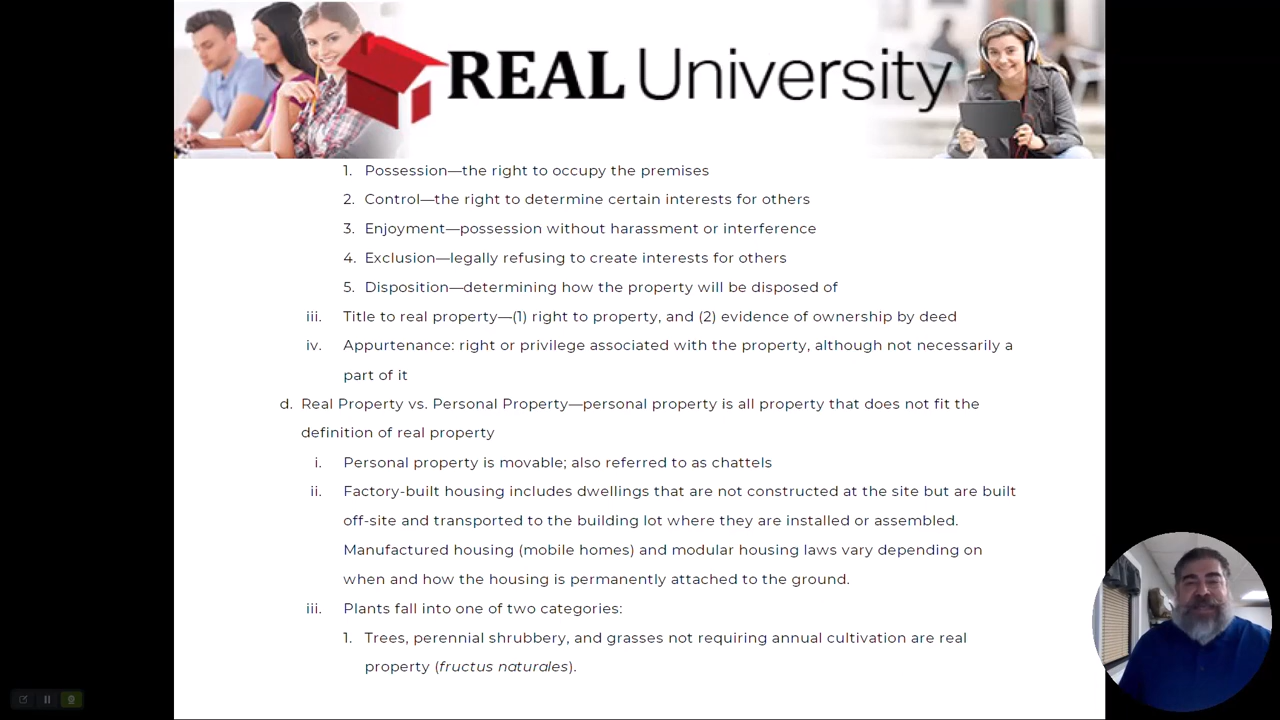 REAL University
1. Possession—the right to occupy the premises
2. Control—the right to determine certain interests for others
3. Enjoyment—possession without harassment or interference
4. Exclusion—legally refusing to create interests for others
5. Disposition—determining how the property will be disposed of
iii. Title to real property—(1) right to property, and (2) evidence of ownership by deed
iv. Appurtenance: right or privilege associated with the property, although not necessarily a
part of it
d. Real Property vs. Personal Property—personal property is all property that does not fit the
definition of real property
i. Personal property is movable; also referred to as chattels
ii. Factory-built housing includes dwellings that are not constructed at the site but are built
off-site and transported to the building lot where they are installed or assembled.
Manufactured housing (mobile homes) and modular housing laws vary depending on
when and how the housing is permanently attached to the ground.
iii. Plants fall into one of two categories:
1. Trees, perennial shrubbery, and grasses not requiring annual cultivation are real
property (fructus naturales).